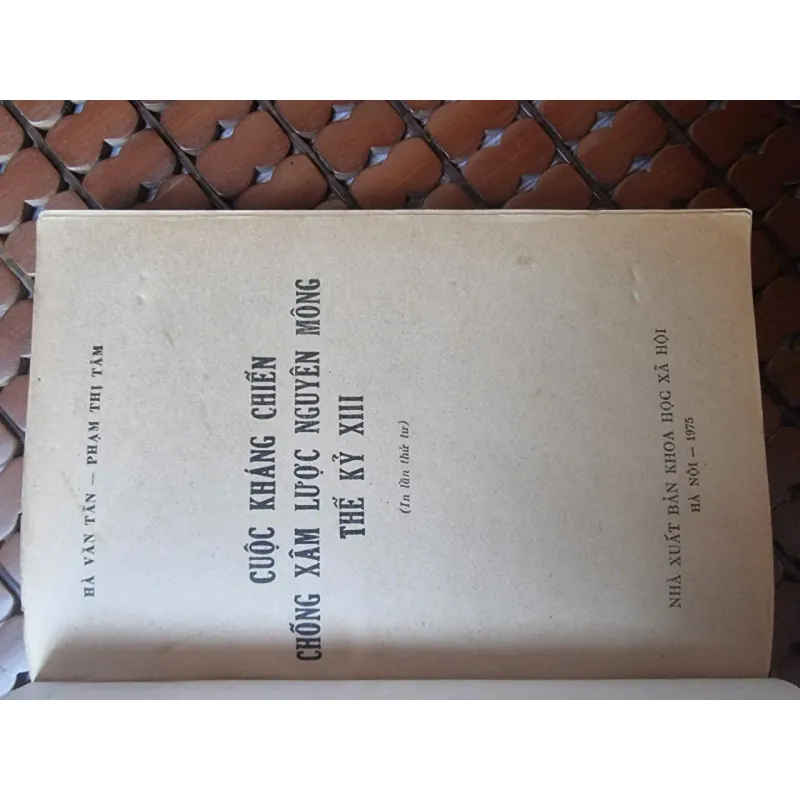 HÀ VĂN TẤN — PHẠM THỊ TÂM
CUỘC KHÁNG CHIẾN
CHỐNG XÂM LƯỢC NGUYÊN MÔNG
THẾ KỶ XIII
(In lần thứ tư)
NHÀ XUẤT BẢN KHOA HỌC XÃ HỘI
HÀ NỘI — 1975